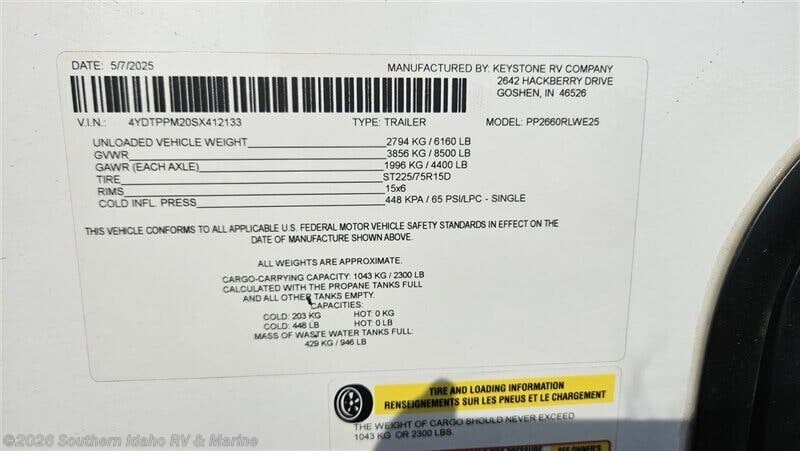 DATE: 5/7/2025
MANUFACTURED BY: KEYSTONE RV COMPANY
2642 HACKBERRY DRIVE
GOSHEN, IN 46526
V.I.N.: 4YDTPPM20SX412133 TYPE: TRAILER MODEL: PP2660RLWE25
UNLOADED VEHICLE WEIGHT 2794 KG / 6160 LB
GVWR 3856 KG / 8500 LB
GAWR (EACH AXLE) 1996 KG / 4400 LB
TIRE ST225/75R15D
RIMS 15x6
COLD INFL. PRESS 448 KPA / 65 PSI/LPC - SINGLE
THIS VEHICLE CONFORMS TO ALL APPLICABLE U.S. FEDERAL MOTOR VEHICLE SAFETY STANDARDS IN EFFECT ON THE
DATE OF MANUFACTURE SHOWN ABOVE.
ALL WEIGHTS ARE APPROXIMATE.
CARGO-CARRYING CAPACITY: 1043 KG / 2300 LB
CALCULATED WITH THE PROPANE TANKS FULL
AND ALL OTHER TANKS EMPTY.
CAPACITIES:
COLD: 203 KG HOT: 0 KG
COLD: 446 LB HOT: 0 LB
MASS OF WASTE WATER TANKS FULL:
429 KG / 946 LB
TIRE AND LOADING INFORMATION
RENSEIGNEMENTS SUR LES PNEUS ET LE CHARGEMENT
THE WEIGHT OF CARGO SHOULD NEVER EXCEED
1043 KG OR 2300 LBS.
SEE OWNER'S
©2026 Southern Idaho RV & Marine